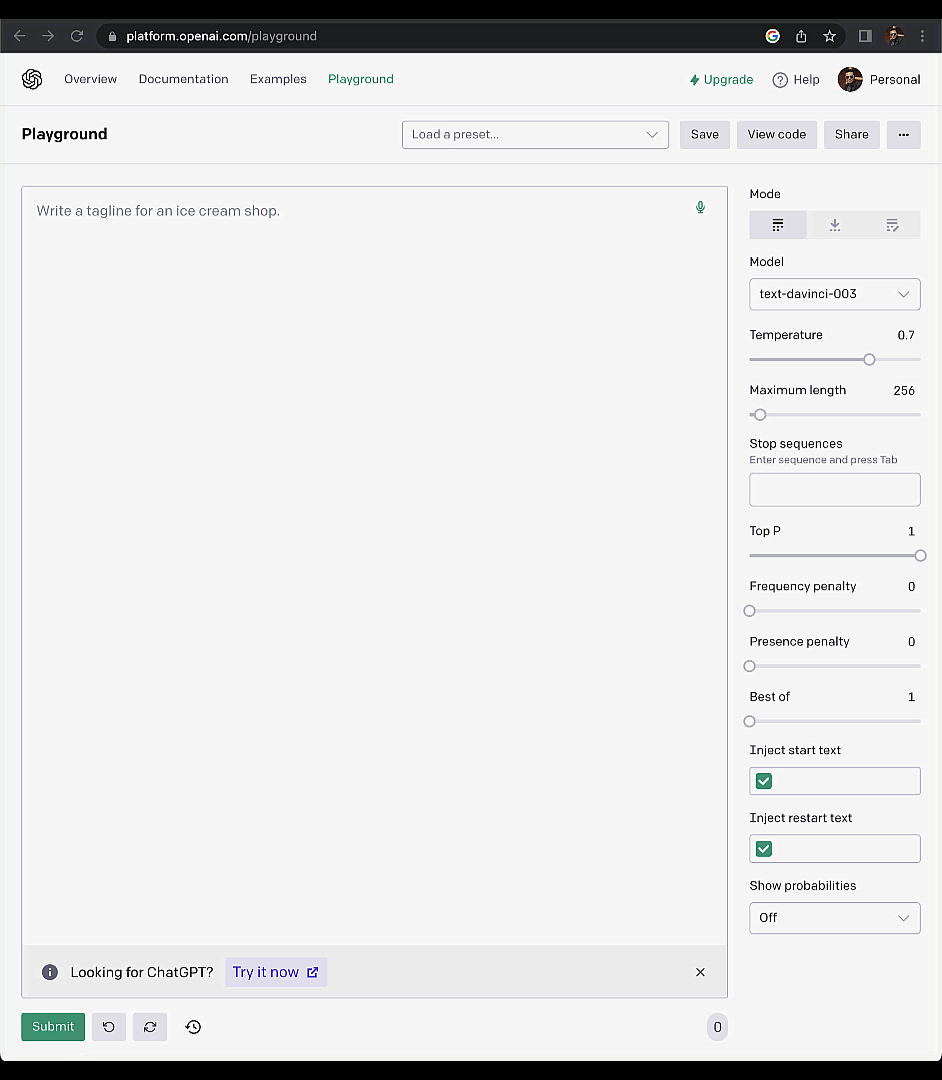 platform.openai.com/playground
Overview Documentation Examples Playground Upgrade Help Personal
Playground Load a preset... Save View code Share ...
Write a tagline for an ice cream shop.
Mode
Model
text-davinci-003
Temperature 0.7
Maximum length 256
Stop sequences
Enter sequence and press Tab
Top P 1
Frequency penalty 0
Presence penalty 0
Best of 1
Inject start text
Inject restart text
Show probabilities
Off
Looking for ChatGPT? Try it now
Submit 0